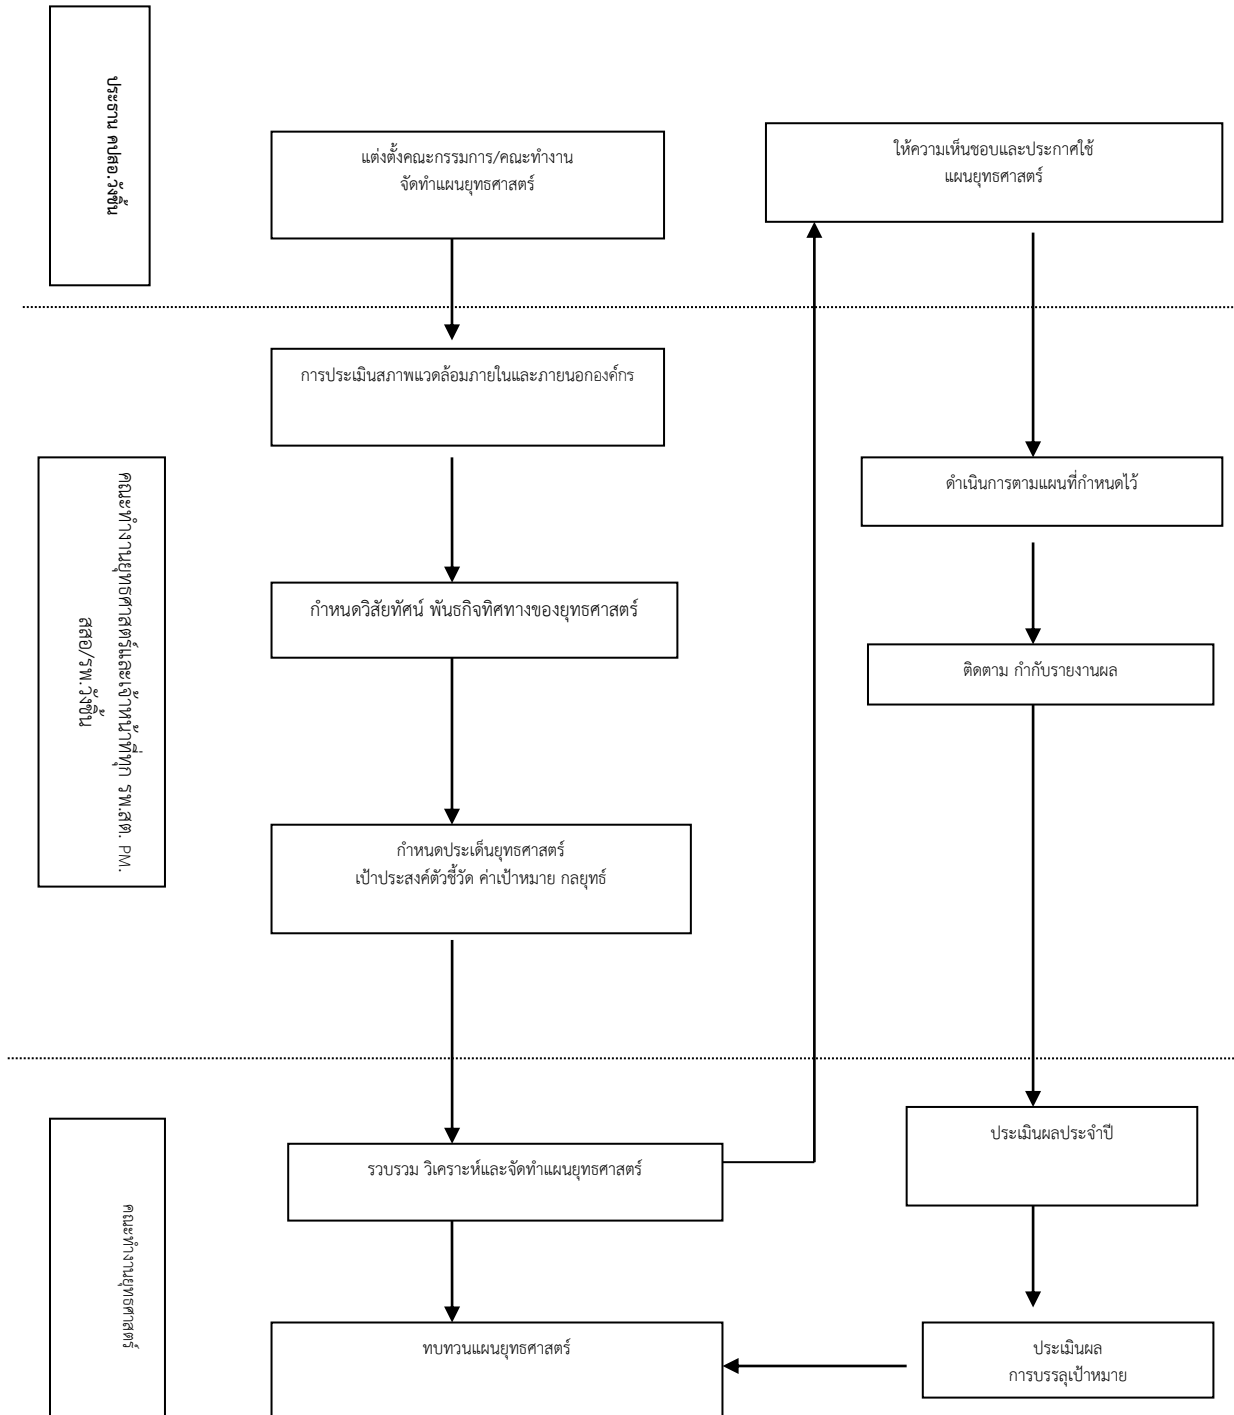 ประธาน คปสอ.วังชิ้น
แต่งตั้งคณะกรรมการ/คณะทำงาน
จัดทำแผนยุทธศาสตร์
ให้ความเห็นชอบและประกาศใช้
แผนยุทธศาสตร์
การประเมินสภาพแวดล้อมภายในและภายนอกองค์กร
คณะทำงานยุทธศาสตร์และเจ้าหน้าที่ทุก รพ.สต. PM.
สสอ/รพ.วังชิ้น
ดำเนินการตามแผนที่กำหนดไว้
กำหนดวิสัยทัศน์ พันธกิจทิศทางของยุทธศาสตร์
ติดตาม กำกับรายงานผล
กำหนดประเด็นยุทธศาสตร์
เป้าประสงค์ตัวชี้วัด ค่าเป้าหมาย กลยุทธ์
รวบรวม วิเคราะห์และจัดทำแผนยุทธศาสตร์
ประเมินผลประจำปี
คณะทำงานยุทธศาสตร์
ทบทวนแผนยุทธศาสตร์
ประเมินผล
การบรรลุเป้าหมาย